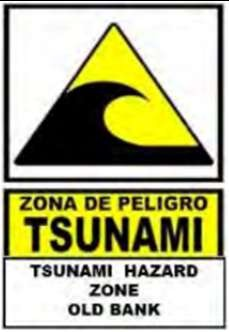 ZONA DE PELIGRO
TSUNAMI
TSUNAMI HAZARD
ZONE
OLD BANK